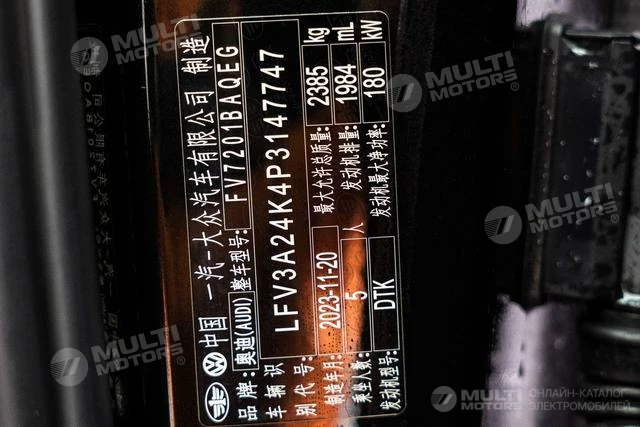 中国 一汽-大众汽车有限公司 制造
品牌: 奥迪(AUDI) 整车型号: FV7201BAQEG
车辆识别代号: LFV3A24K4P3147747
制造年月: 2023-11-20 最大允许总质量: 2385 kg
乘坐人数: 5 人 发动机排量: 1984 mL
发动机型号: DTK 发动机最大净功率: 180 kW
MULTI MOTORS
MULTI MOTORS
MULTI MOTORS
MULTI MOTORS
MULTI MOTORS ОНЛАЙН-КАТАЛОГ ЭЛЕКТРОМОБИЛЕЙ